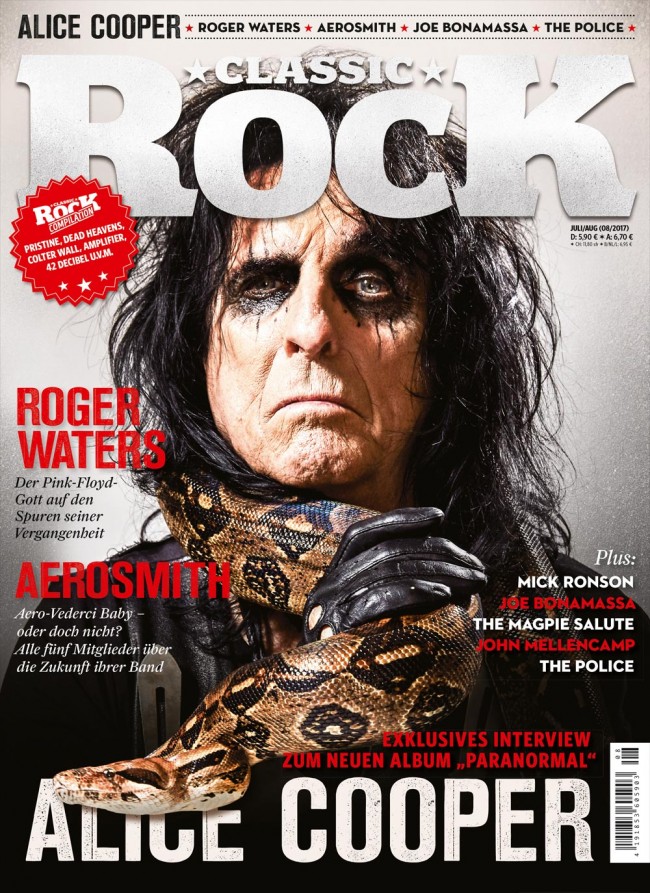 ALICE COOPER ★ ROGER WATERS ★ AEROSMITH ★ JOE BONAMASSA ★ THE POLICE ★
★CLASSIC★
ROCK
CLASSIC
ROCK
COMPILATION
PRISTINE, DEAD HEAVENS,
COLTER WALL, AMPLIFIER,
42 DECIBEL U.V.M.
★ ★ ★
JULI/AUG (08/2017)
D: 5,90 € ★ A: 6,70 €
ROGER
WATERS
Der Pink-Floyd-
Gott auf den
Spuren seiner
Vergangenheit
AEROSMITH
Aero-Vederci Baby –
oder doch nicht?
Alle fünf Mitglieder über
die Zukunft ihrer Band
Plus:
MICK RONSON
JOE BONAMASSA
THE MAGPIE SALUTE
JOHN MELLENCAMP
THE POLICE
EXKLUSIVES INTERVIEW
ZUM NEUEN ALBUM „PARANORMAL“
ALICE COOPER
08
4 191853 605903